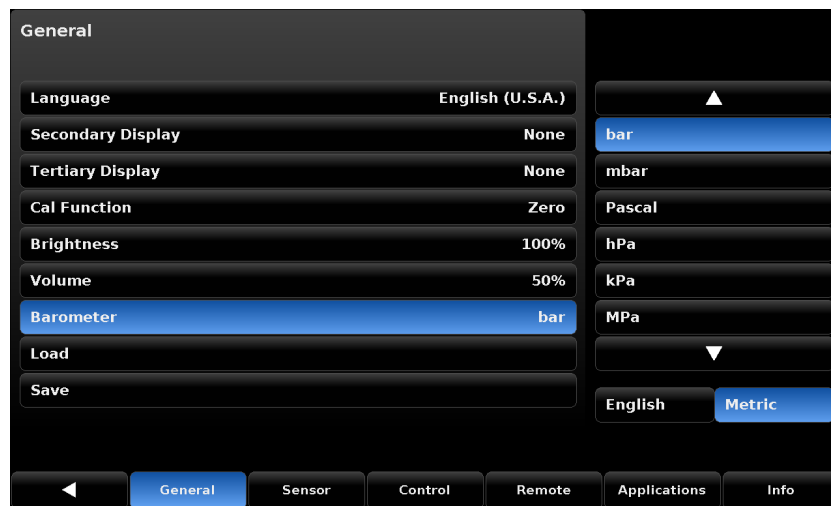 General
Language English (U.S.A.)
Secondary Display None
Tertiary Display None
Cal Function Zero
Brightness 100%
Volume 50%
Barometer bar
Load
Save
bar
mbar
Pascal
hPa
kPa
MPa
English Metric
General Sensor Control Remote Applications Info